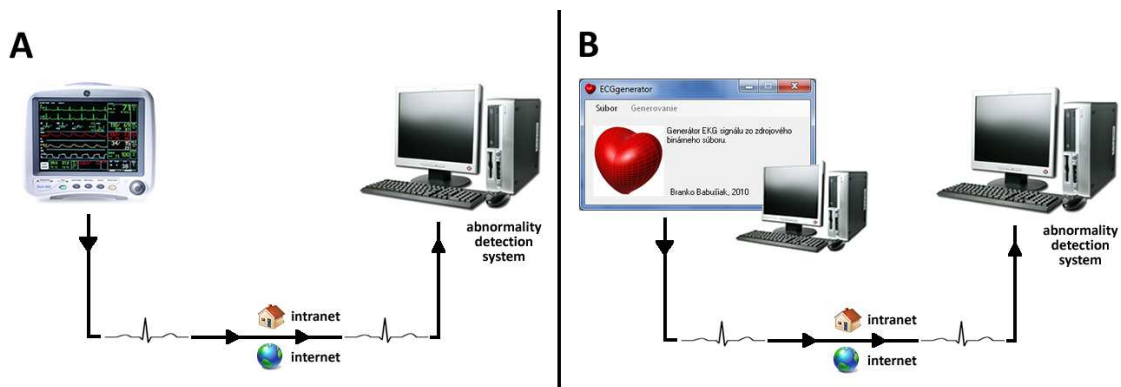 A
abnormality
detection
system
intranet
internet
B
ECGgenerator
Súbor Generovanie
Generátor EKG signálu zo zdrojového
binárneho súboru.
Branko Babušiak, 2010
abnormality
detection
system
intranet
internet